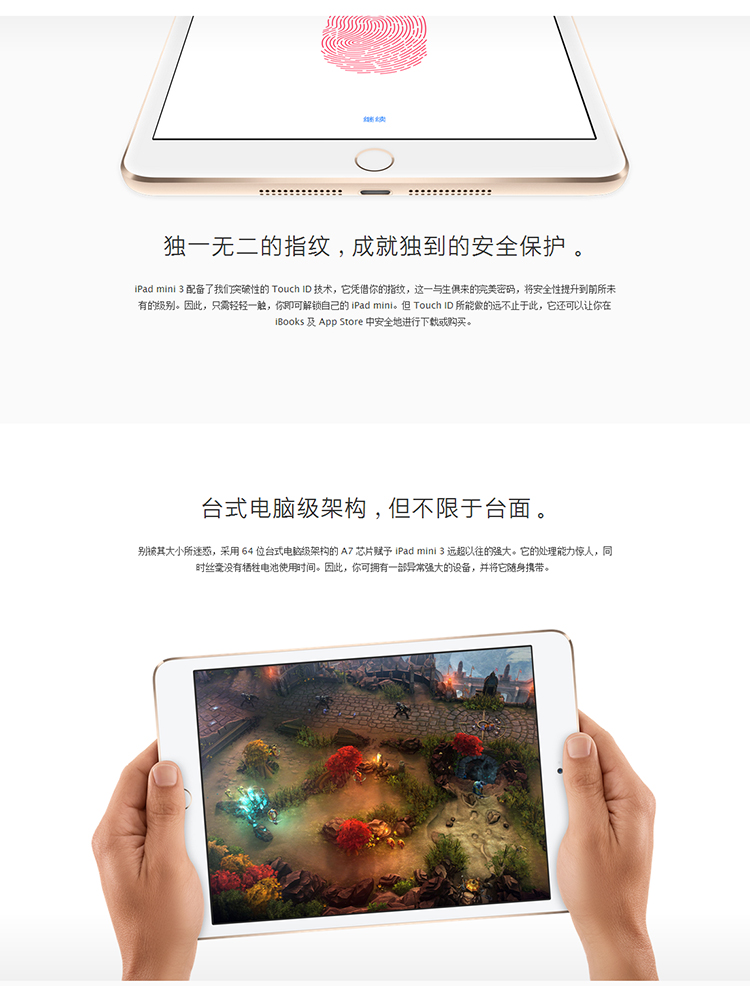 继续
独一无二的指纹，成就独到的安全保护。
iPad mini 3 配备了我们突破性的 Touch ID 技术，它凭借你的指纹，这一与生俱来的完美密码，将安全性提升到前所未
有的级别。因此，只需轻轻一触，你即可解锁自己的 iPad mini。但 Touch ID 所能做的远不止于此，它还可以让你在
iBooks 及 App Store 中安全地进行下载或购买。
台式电脑级架构，但不限于台面。
别被其大小所迷惑，采用 64 位台式电脑级架构的 A7 芯片赋予 iPad mini 3 远超以往的强大。它的处理能力惊人，同
时丝毫没有牺牲电池使用时间。因此，你可拥有一部异常强大的设备，并将它随身携带。